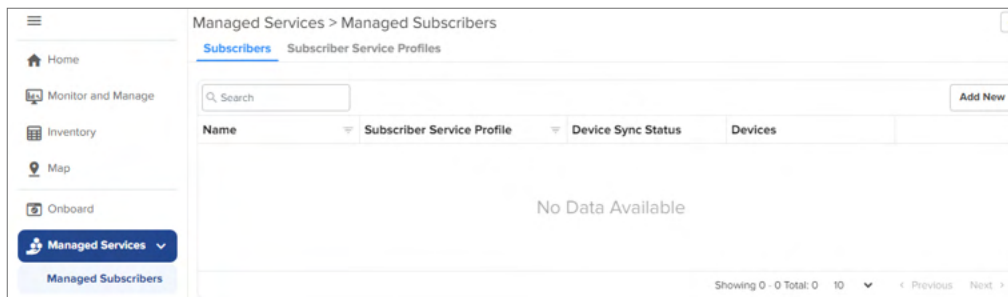 Managed Services > Managed Subscribers
Subscribers Subscriber Service Profiles
Home
Monitor and Manage
Inventory
Map
Onboard
Managed Services
Managed Subscribers
Search
Add New
Name Subscriber Service Profile Device Sync Status Devices
No Data Available
Showing 0 - 0 Total: 0 10 < Previous Next >